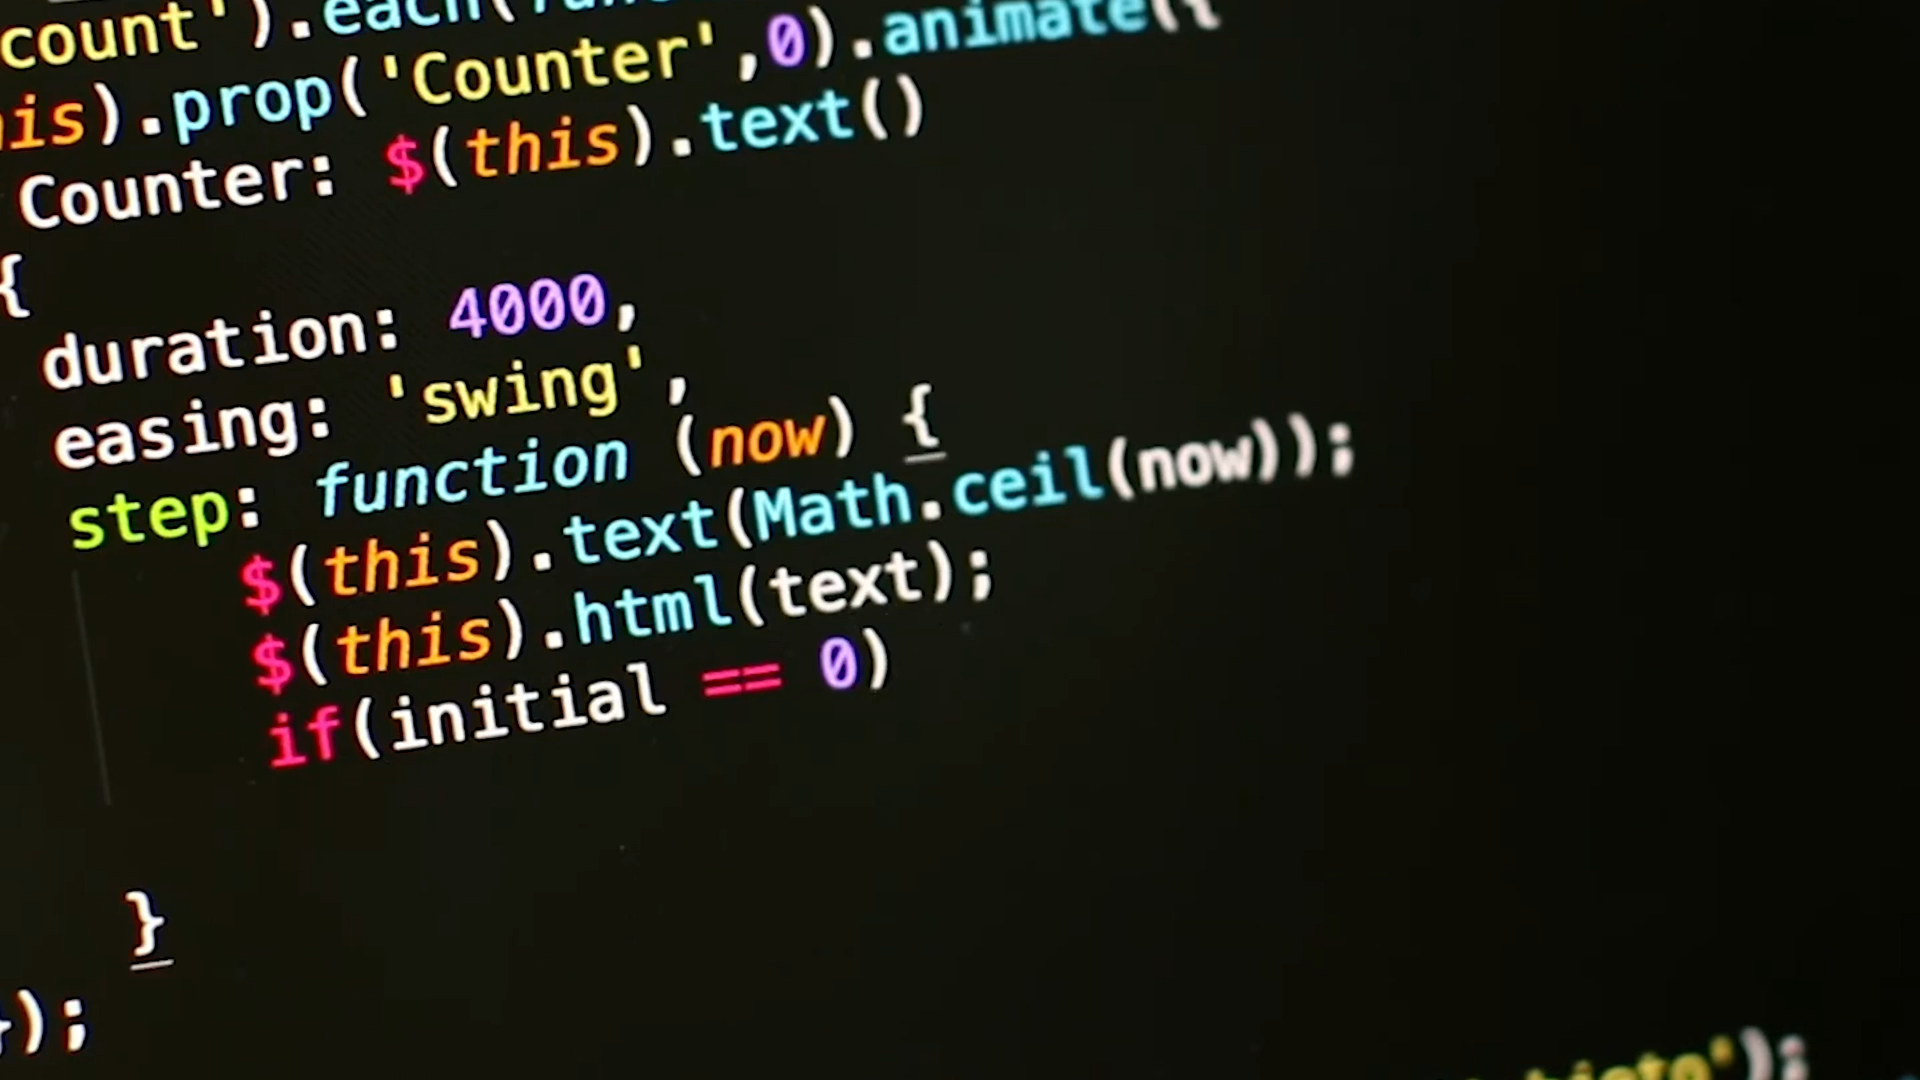 count').each(
his).prop('Counter',0).animate({
Counter: $(this).text()
{
duration: 4000,
easing: 'swing',
step: function (now) {
$(this).text(Math.ceil(now));
$(this).html(text);
if(initial == 0)
}
});
');